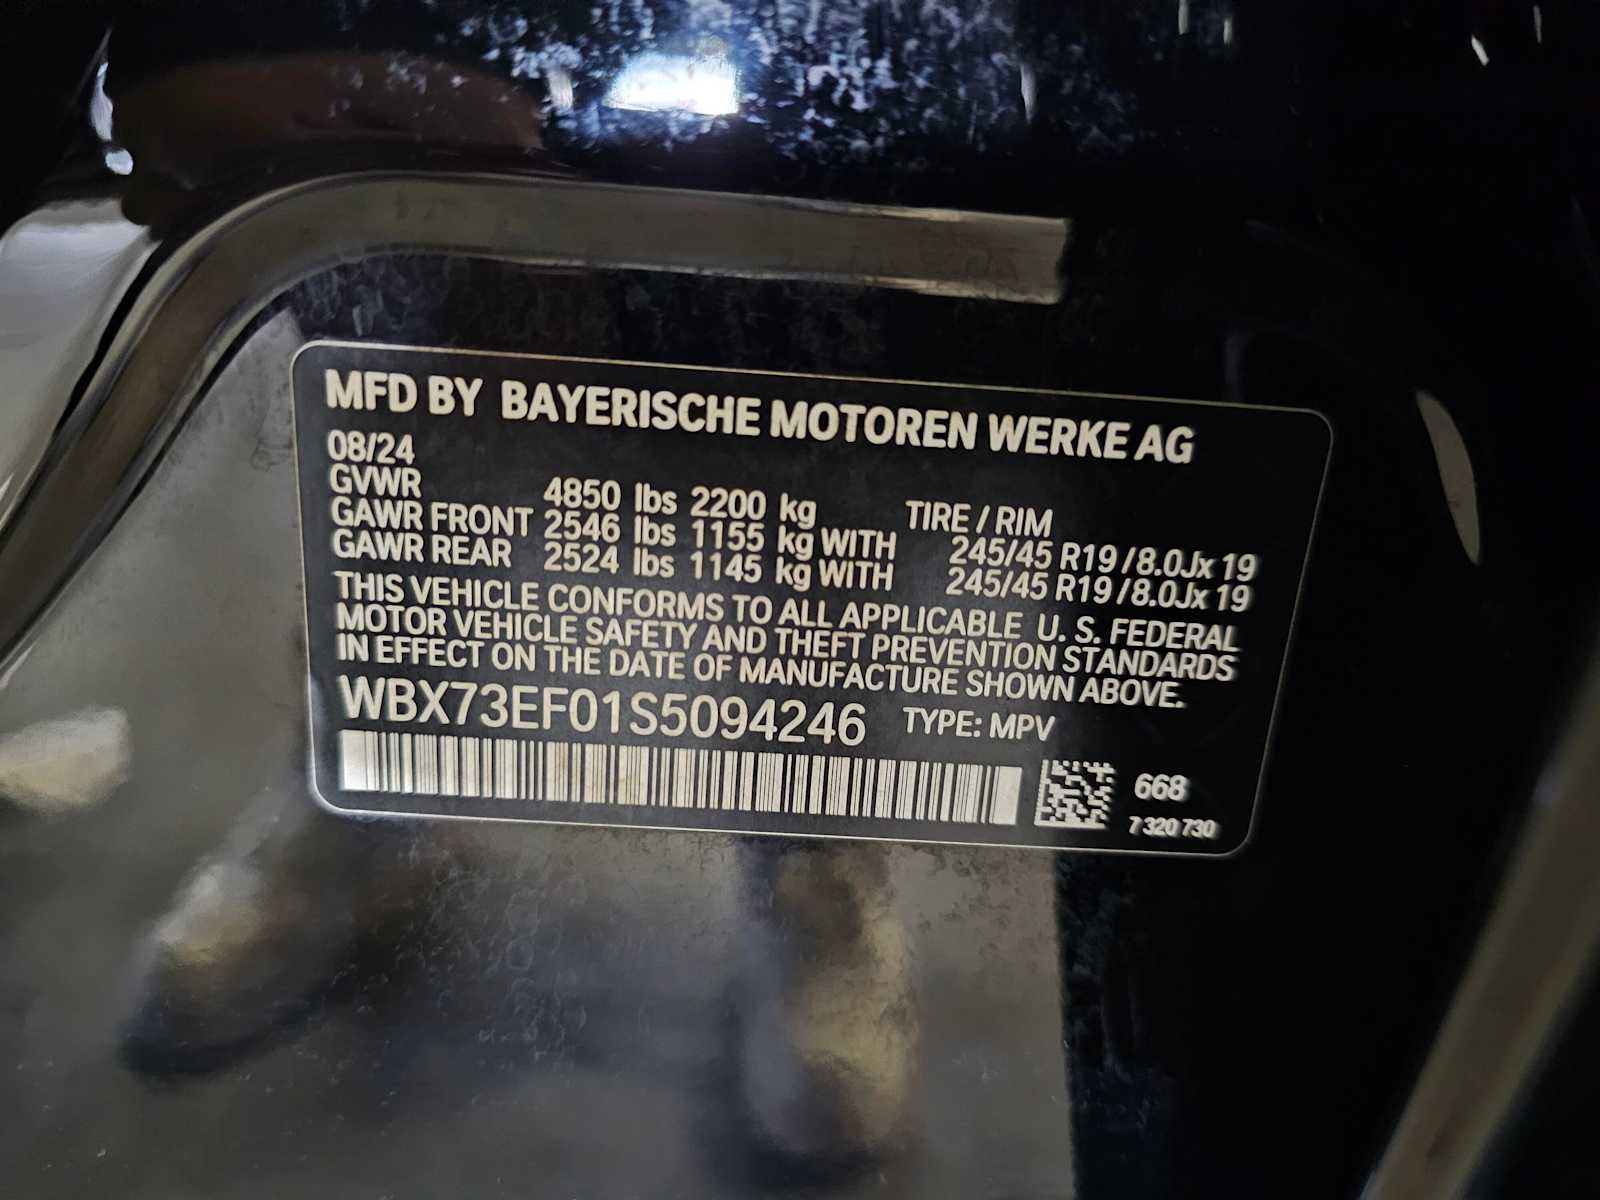 MFD BY BAYERISCHE MOTOREN WERKE AG
08/24
GVWR 4850 lbs 2200 kg TIRE / RIM
GAWR FRONT 2546 lbs 1155 kg WITH 245/45 R19 / 8.0Jx 19
GAWR REAR 2524 lbs 1145 kg WITH 245/45 R19 / 8.0Jx 19
THIS VEHICLE CONFORMS TO ALL APPLICABLE U. S. FEDERAL
MOTOR VEHICLE SAFETY AND THEFT PREVENTION STANDARDS
IN EFFECT ON THE DATE OF MANUFACTURE SHOWN ABOVE.
WBX73EF01S5094246 TYPE: MPV
668
7 320 730